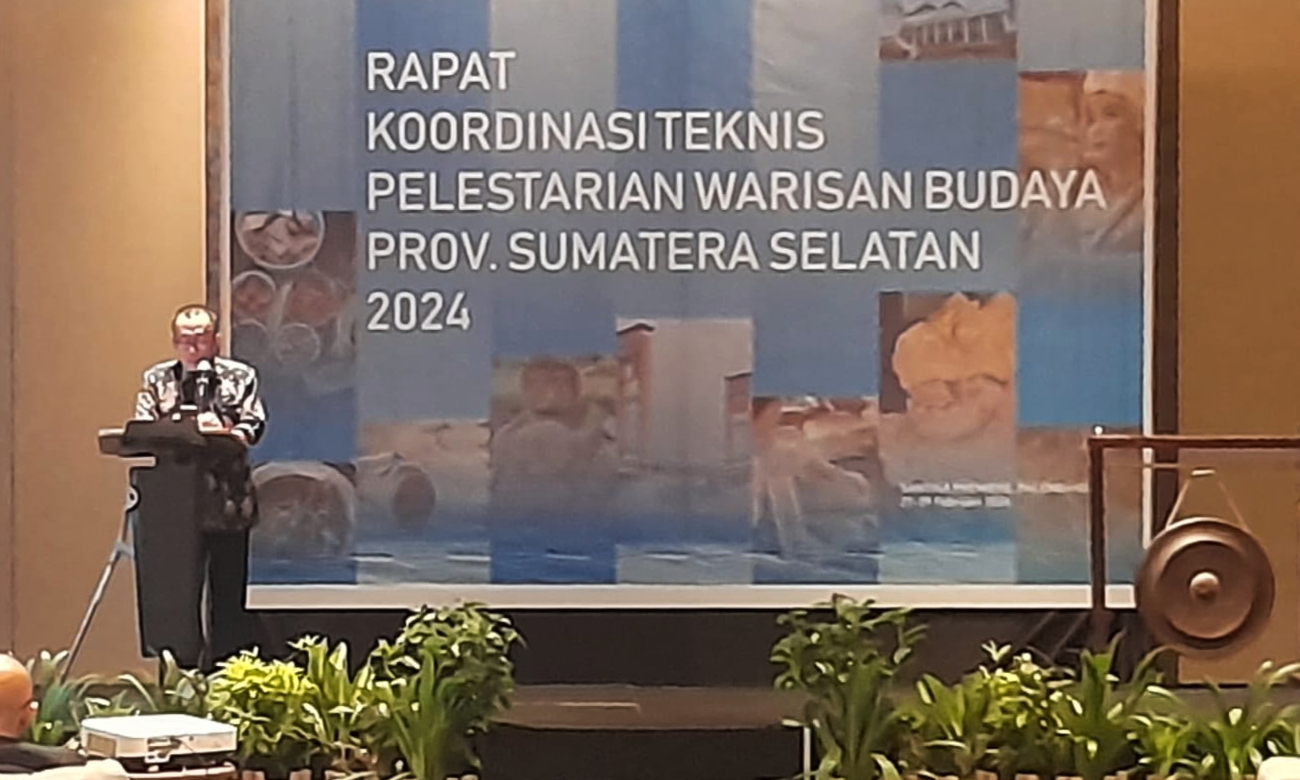 RAPAT
KOORDINASI TEKNIS
PELESTARIAN WARISAN BUDAYA
PROV. SUMATERA SELATAN
2024